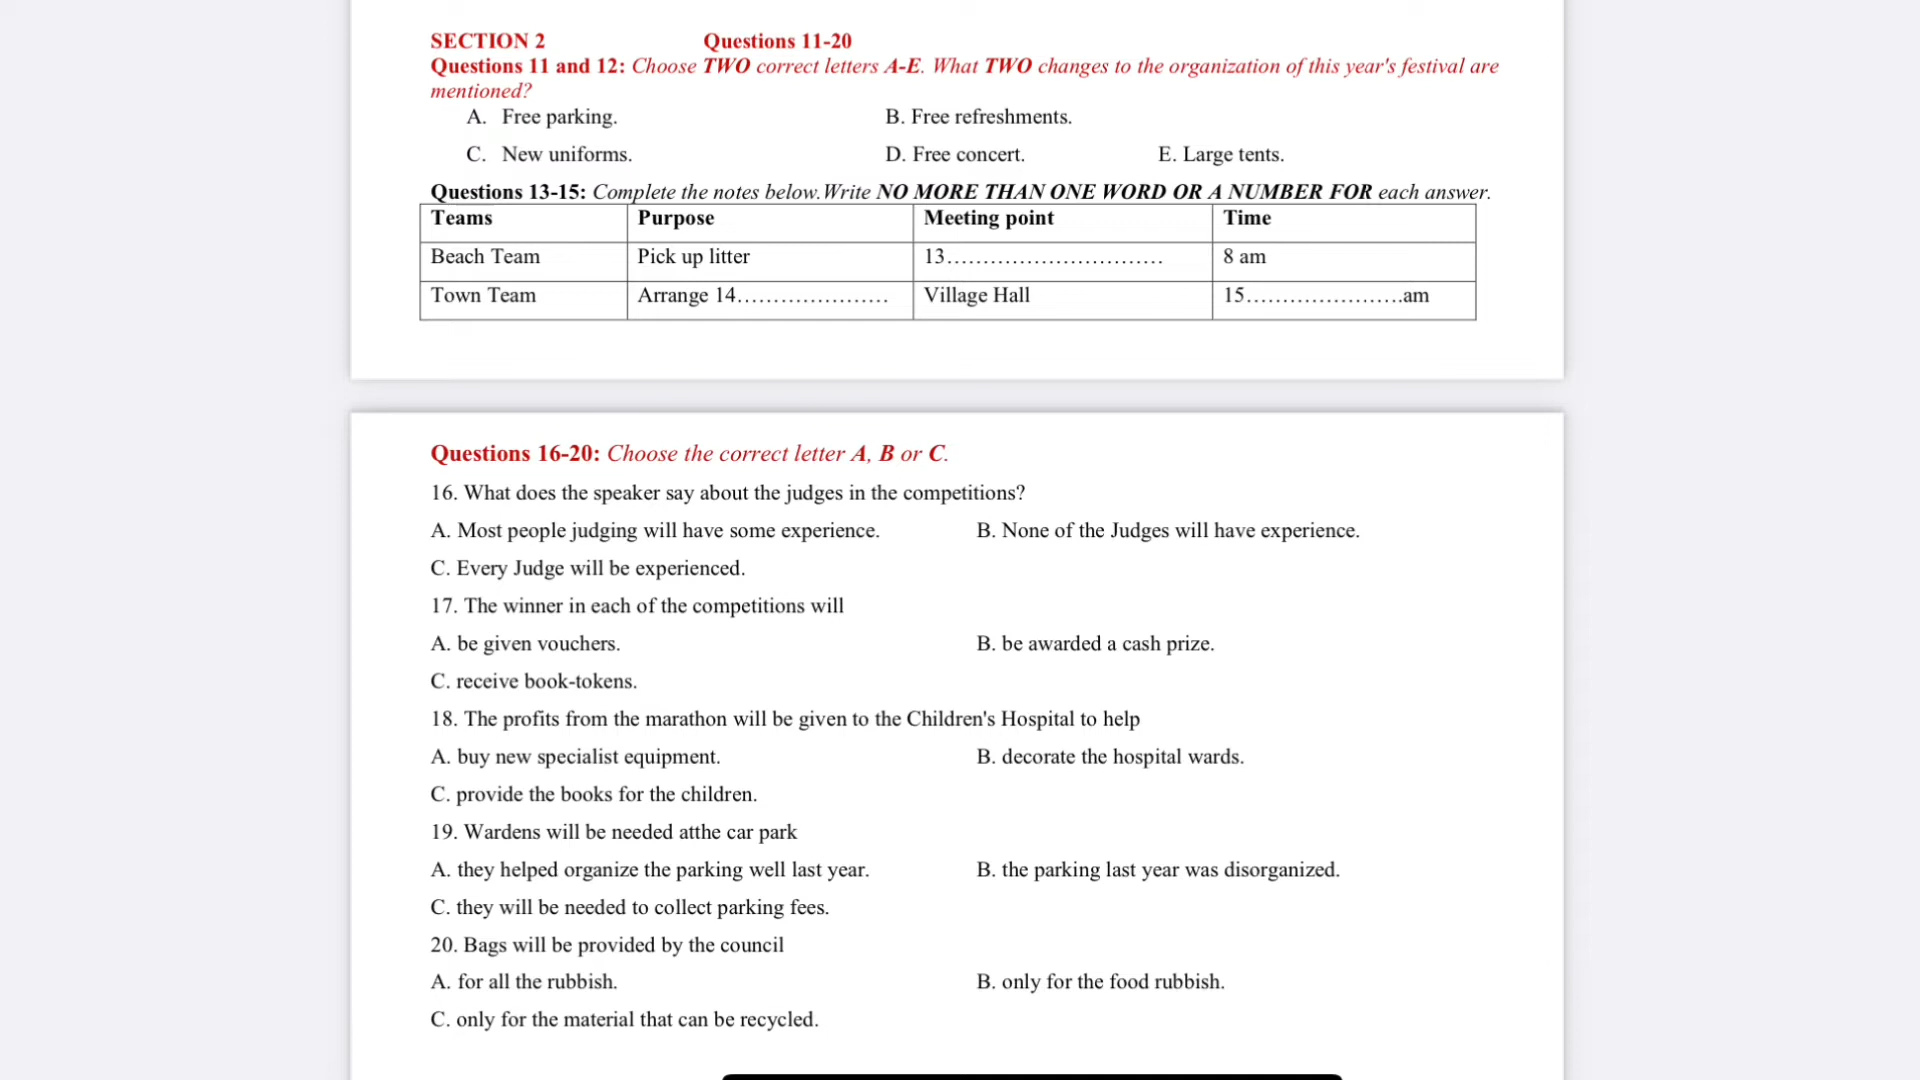 SECTION 2 Questions 11-20
Questions 11 and 12: Choose TWO correct letters A-E. What TWO changes to the organization of this year's festival are
mentioned?
A. Free parking. B. Free refreshments.
C. New uniforms. D. Free concert. E. Large tents.
Questions 13-15: Complete the notes below.Write NO MORE THAN ONE WORD OR A NUMBER FOR each answer.
Teams Purpose Meeting point Time
Beach Team Pick up litter 13………………………… 8 am
Town Team Arrange 14………………… Village Hall 15………………….am
Questions 16-20: Choose the correct letter A, B or C.
16. What does the speaker say about the judges in the competitions?
A. Most people judging will have some experience. B. None of the Judges will have experience.
C. Every Judge will be experienced.
17. The winner in each of the competitions will
A. be given vouchers. B. be awarded a cash prize.
C. receive book-tokens.
18. The profits from the marathon will be given to the Children's Hospital to help
A. buy new specialist equipment. B. decorate the hospital wards.
C. provide the books for the children.
19. Wardens will be needed atthe car park
A. they helped organize the parking well last year. B. the parking last year was disorganized.
C. they will be needed to collect parking fees.
20. Bags will be provided by the council
A. for all the rubbish. B. only for the food rubbish.
C. only for the material that can be recycled.